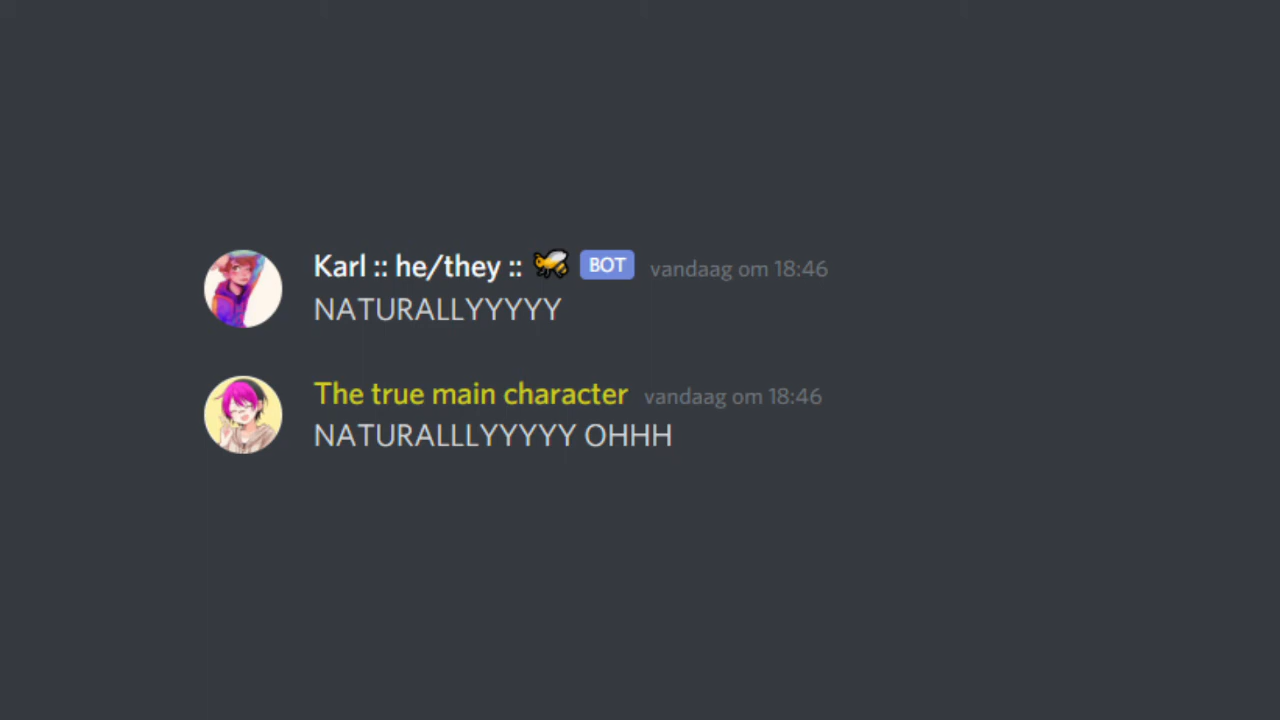 Karl :: he/they :: 🐝 BOT vandaag om 18:46
NATURALLYYYYY
The true main character vandaag om 18:46
NATURALLLYYYYY OHHH